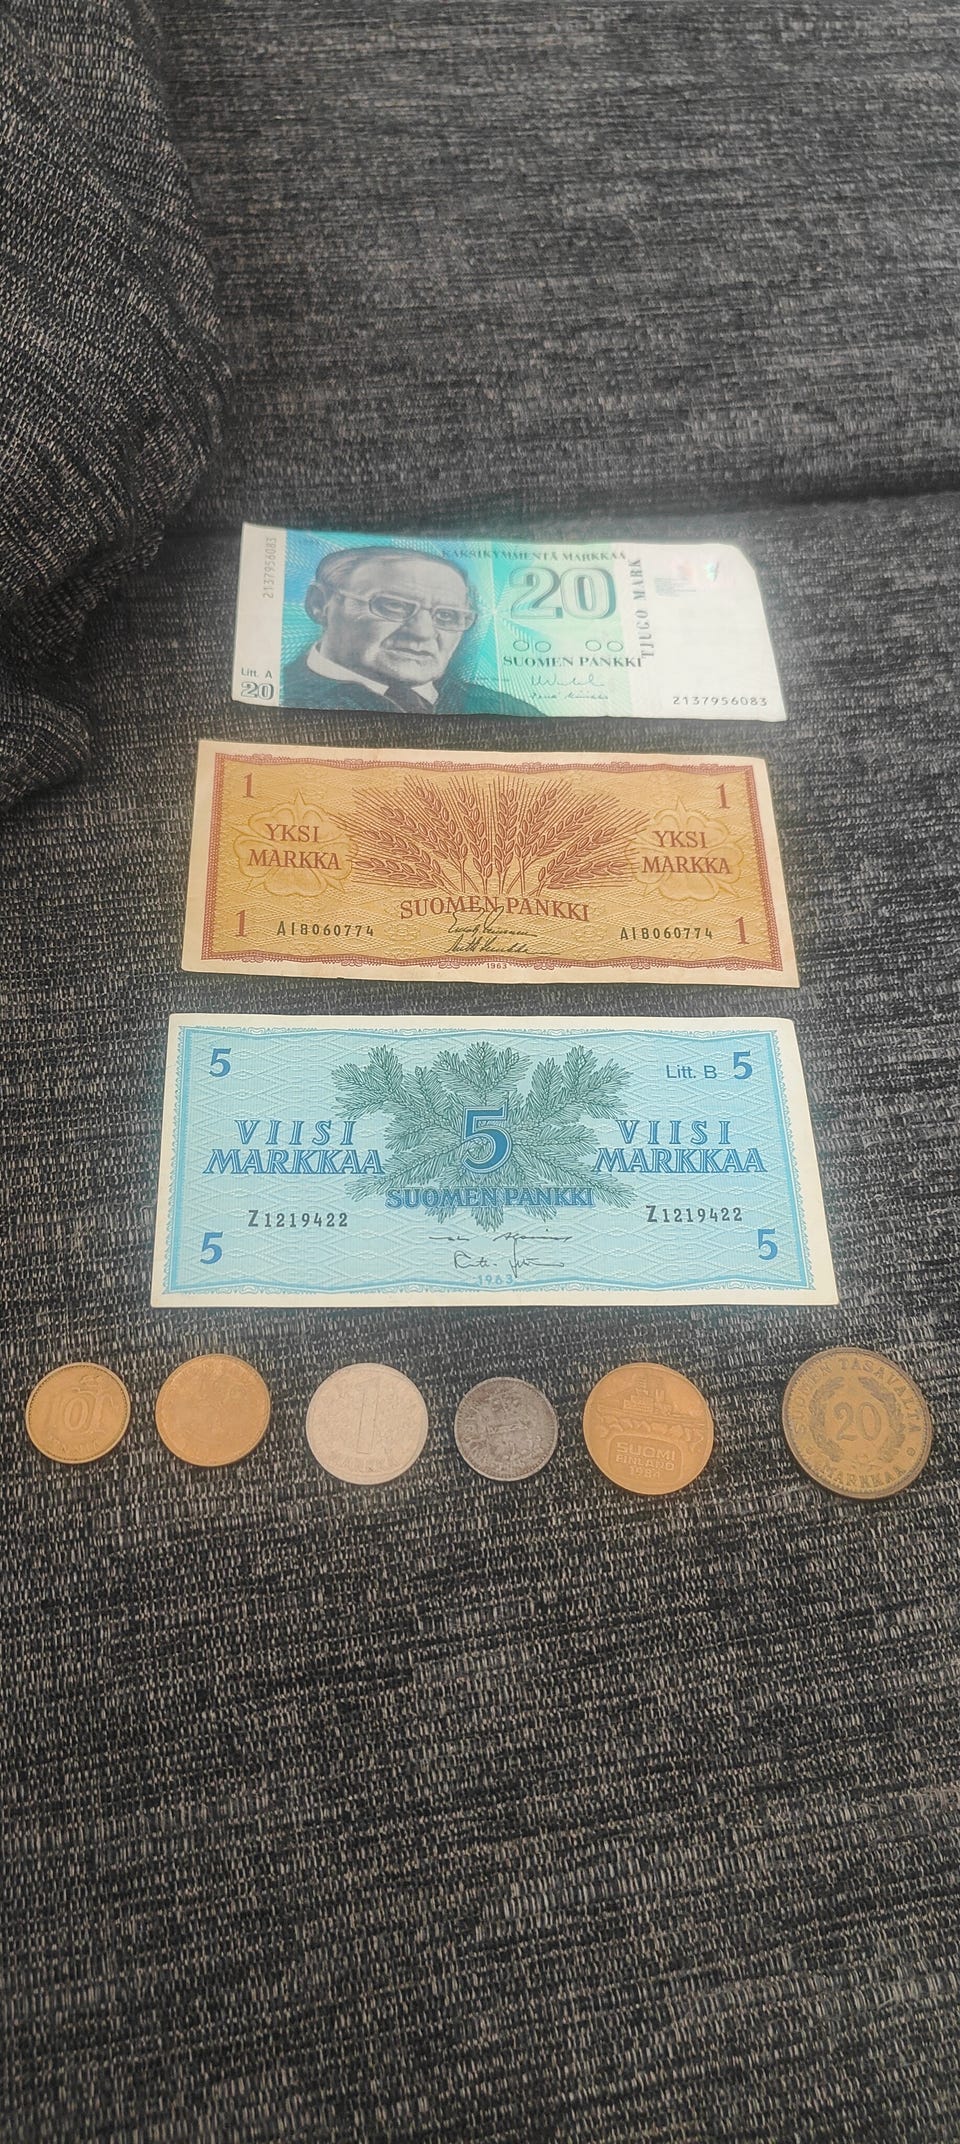 2137956083
KAKSIKYMMENTÄ MARKKAA
20
TJUGO MARK
SUOMEN PANKKI
Litt. A
20
2137956083
1
1
YKSI
MARKKA
YKSI
MARKKA
SUOMEN PANKKI
1
AI8060774
AI8060774
1
1963
5
Litt. B 5
VIISI
MARKKAA
5
VIISI
MARKKAA
SUOMEN PANKKI
Z1219422
Z1219422
5
5
1963
10
1
SUOMI
FINLAND
SUOMEN TASAVALTA
20
MARKKAA